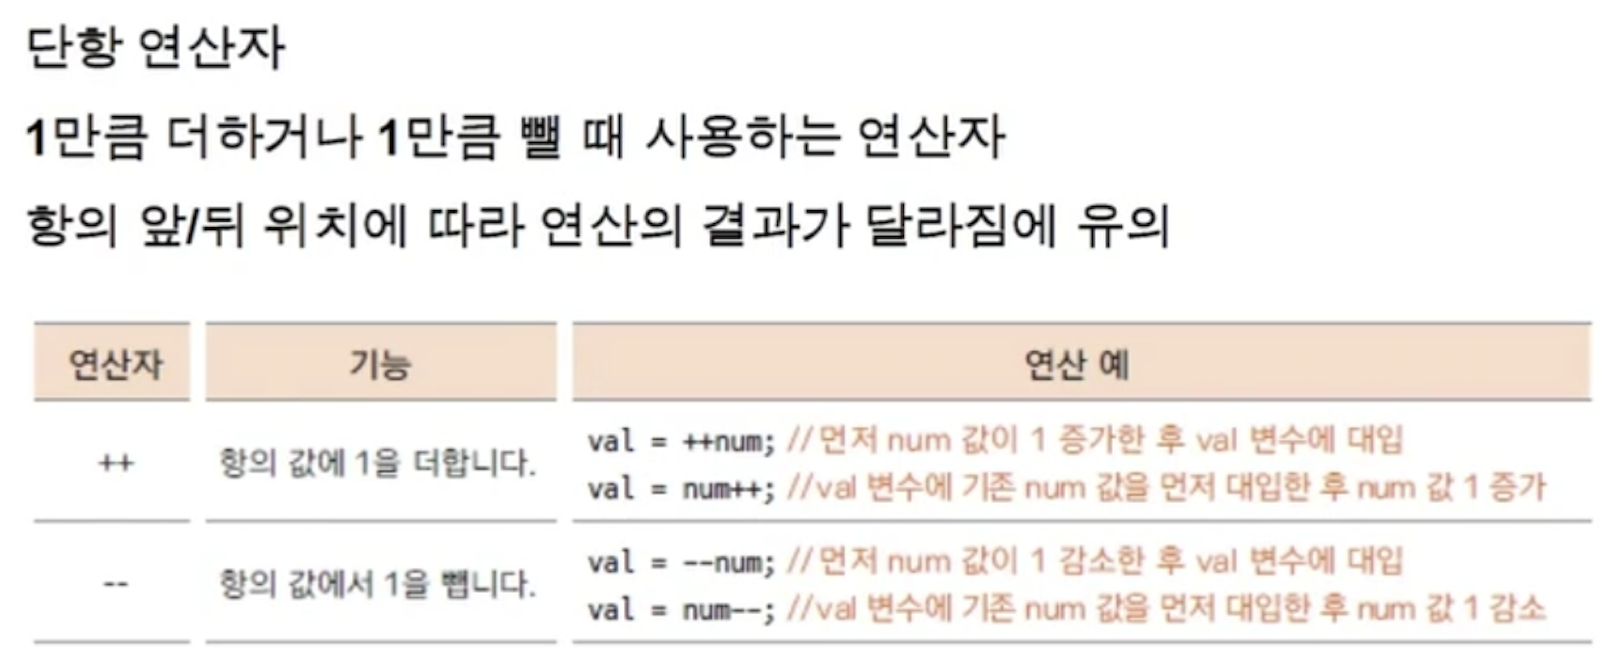 단항 연산자
1만큼 더하거나 1만큼 뺄 때 사용하는 연산자
항의 앞/뒤 위치에 따라 연산의 결과가 달라짐에 유의
연산자 기능 연산 예
++ 항의 값에 1을 더합니다.
val = ++num; //먼저 num 값이 1 증가한 후 val 변수에 대입
val = num++; //val 변수에 기존 num 값을 먼저 대입한 후 num 값 1 증가
-- 항의 값에서 1을 뺍니다.
val = --num; //먼저 num 값이 1 감소한 후 val 변수에 대입
val = num--; //val 변수에 기존 num 값을 먼저 대입한 후 num 값 1 감소